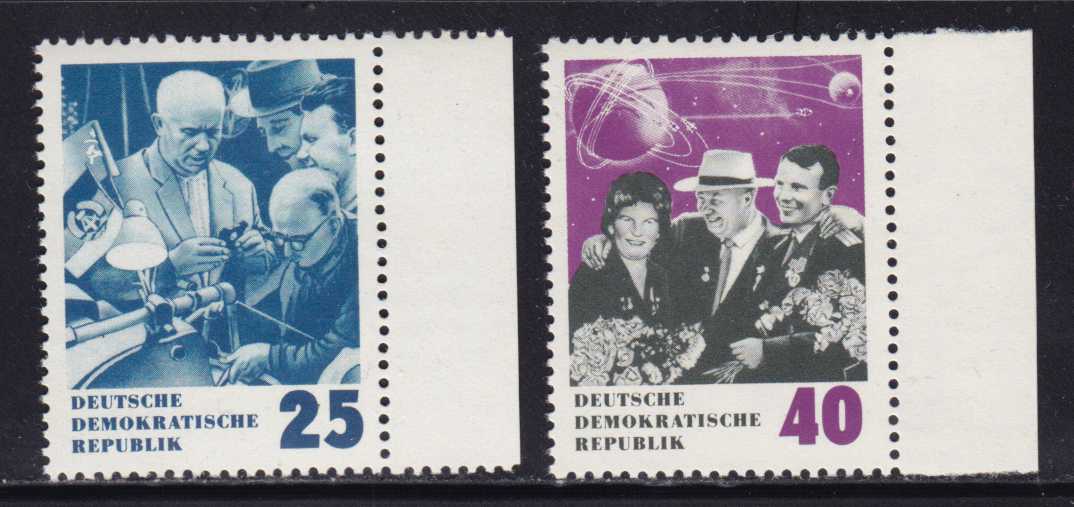 DEUTSCHE
DEMOKRATISCHE
REPUBLIK
25
DEUTSCHE
DEMOKRATISCHE
REPUBLIK
40